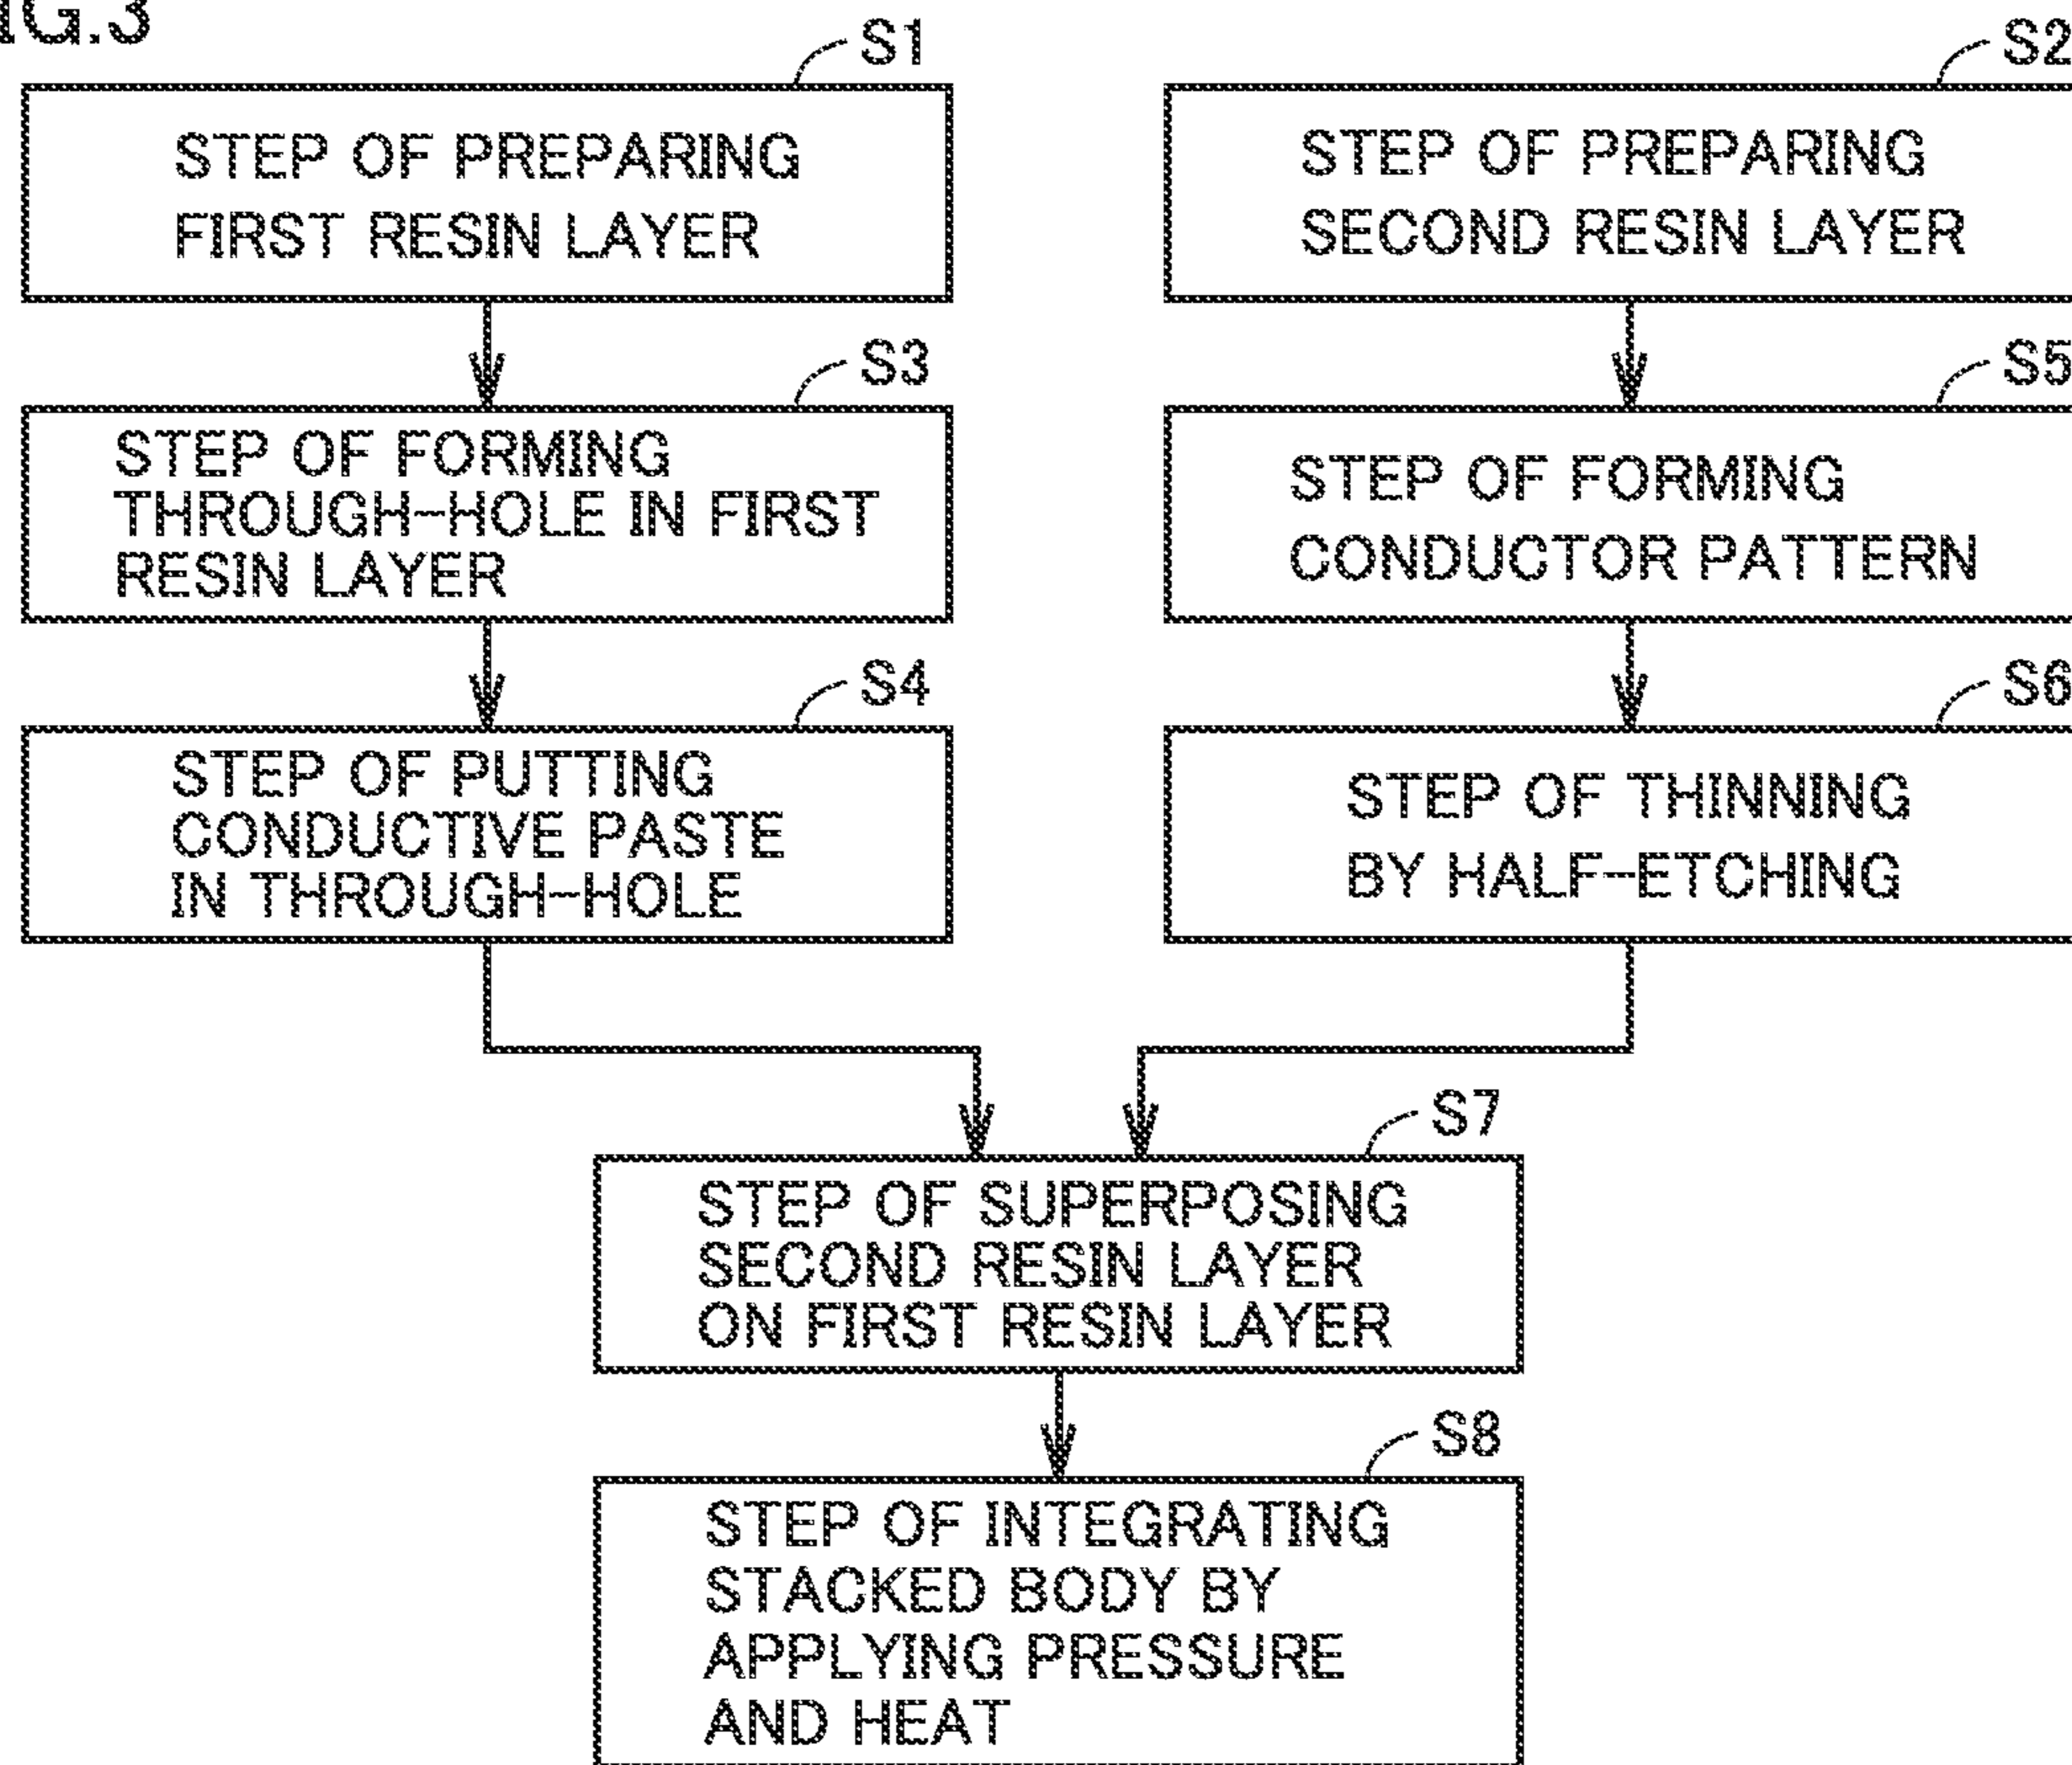 IG.3
S1
STEP OF PREPARING
FIRST RESIN LAYER
S2
STEP OF PREPARING
SECOND RESIN LAYER
S3
STEP OF FORMING
THROUGH-HOLE IN FIRST
RESIN LAYER
S5
STEP OF FORMING
CONDUCTOR PATTERN
S4
STEP OF PUTTING
CONDUCTIVE PASTE
IN THROUGH-HOLE
S6
STEP OF THINNING
BY HALF-ETCHING
S7
STEP OF SUPERPOSING
SECOND RESIN LAYER
ON FIRST RESIN LAYER
S8
STEP OF INTEGRATING
STACKED BODY BY
APPLYING PRESSURE
AND HEAT